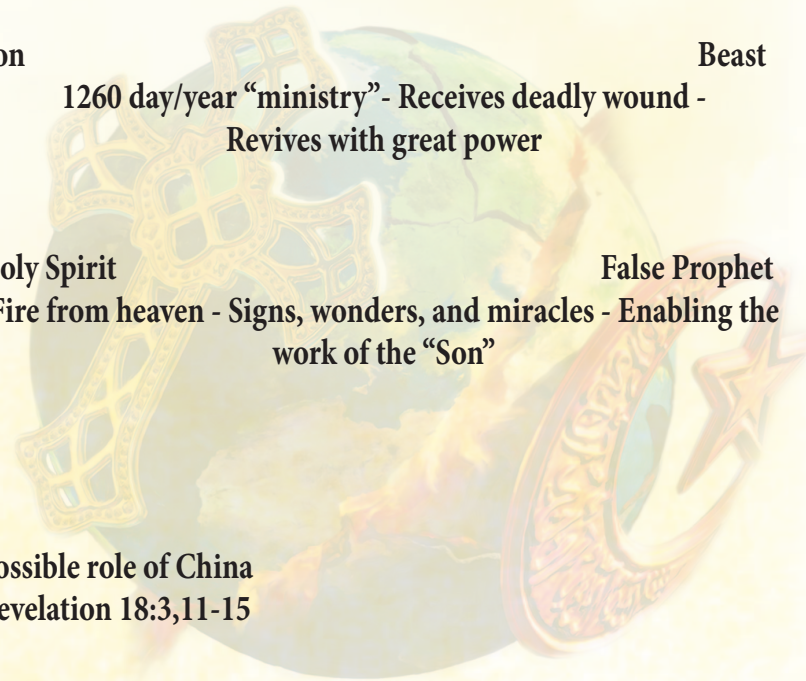 on Beast
1260 day/year “ministry”- Receives deadly wound -
Revives with great power
oly Spirit False Prophet
Fire from heaven - Signs, wonders, and miracles - Enabling the
work of the “Son”
ossible role of China
evelation 18:3,11-15